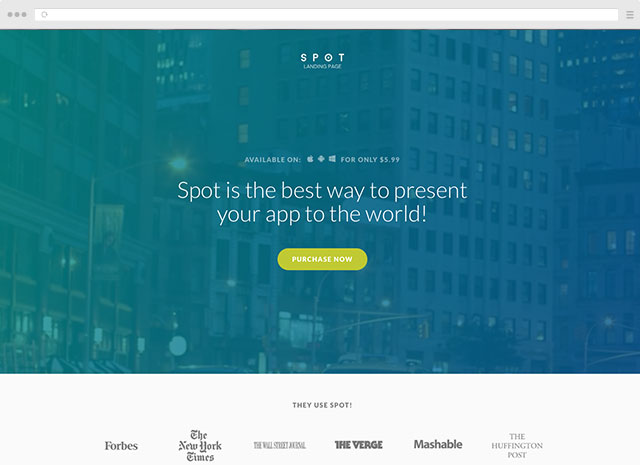 SPOT
LANDING PAGE
AVAILABLE ON: FOR ONLY $5.99
Spot is the best way to present
your app to the world!
PURCHASE NOW
THEY USE SPOT!
Forbes
The
New York
Times
THE WALL STREET JOURNAL
THE VERGE
Mashable
THE
HUFFINGTON
POST